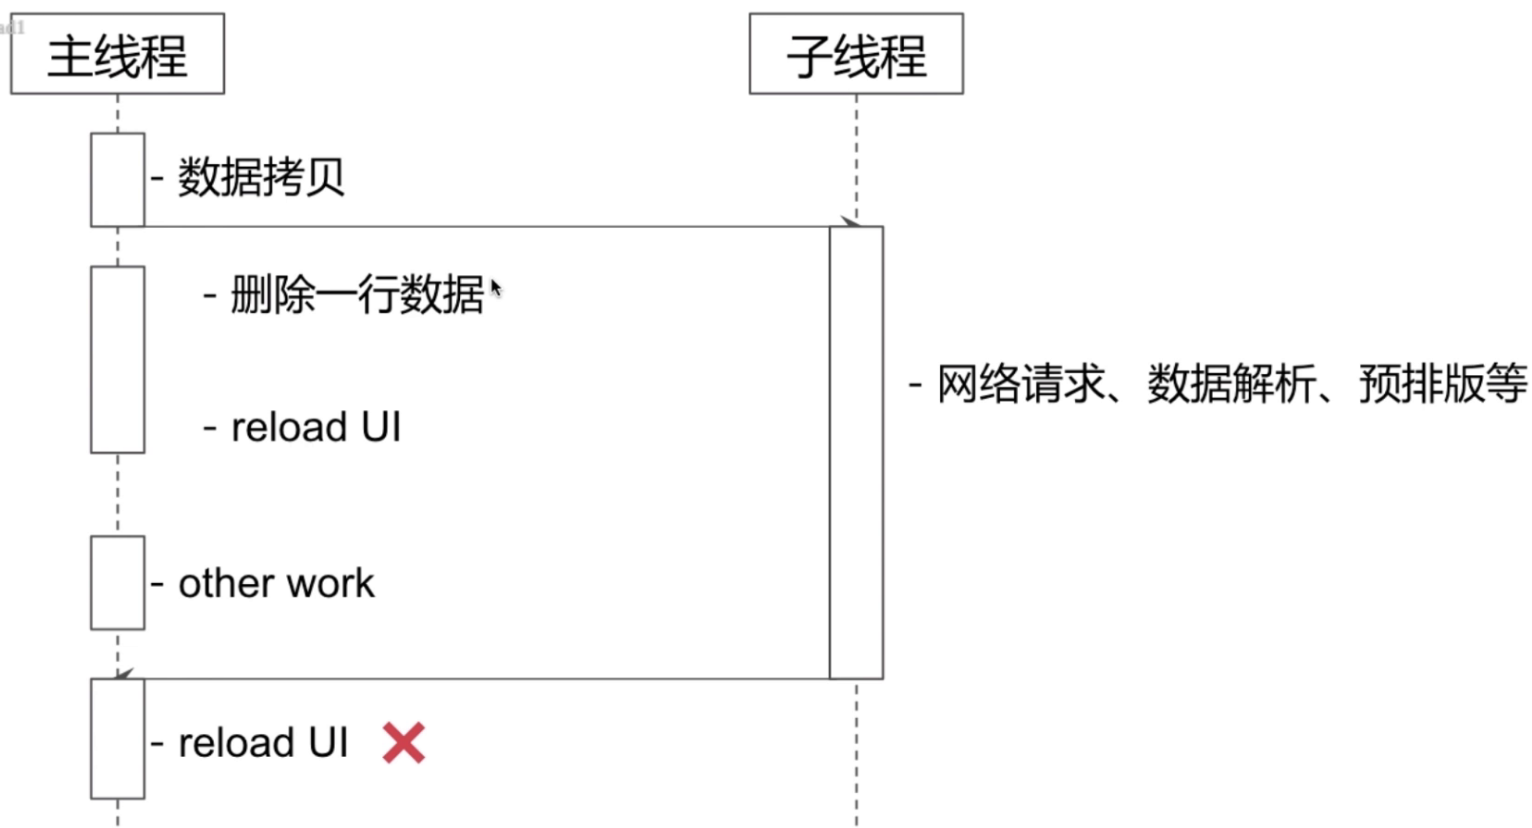 主线程
子线程
- 数据拷贝
- 删除一行数据
- 网络请求、数据解析、预排版等
- reload UI
- other work
- reload UI